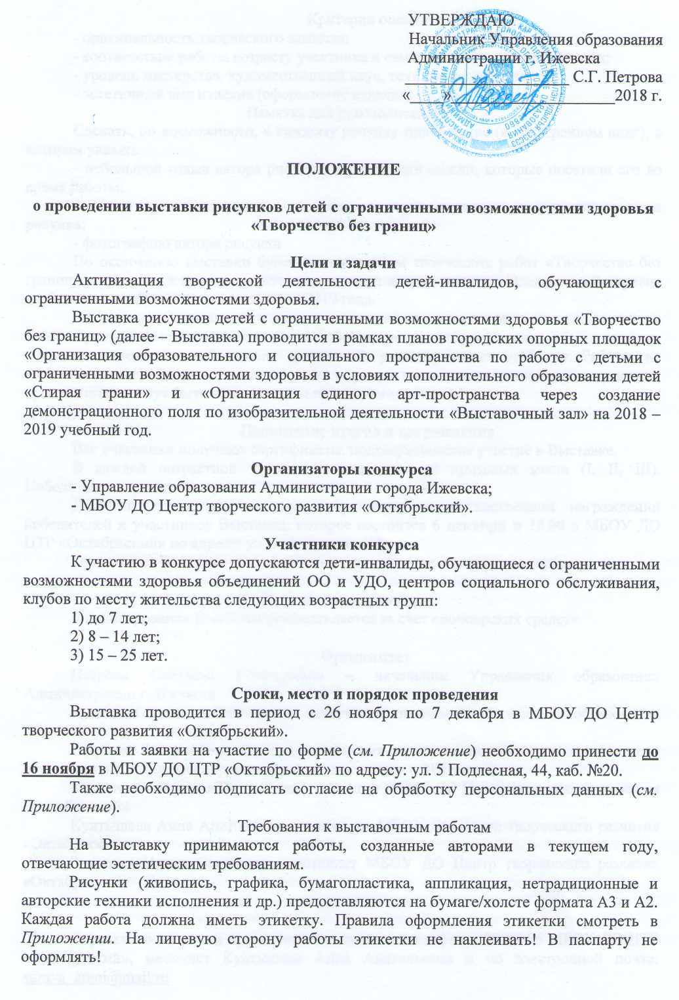 УТВЕРЖДАЮ
Начальник Управления образования
Администрации г. Ижевска
____________________ С.Г. Петрова
«____»____________________2018 г.
ПОЛОЖЕНИЕ
о проведении выставки рисунков детей с ограниченными возможностями здоровья
«Творчество без границ»
Цели и задачи
Активизация творческой деятельности детей-инвалидов, обучающихся с
ограниченными возможностями здоровья.
Выставка рисунков детей с ограниченными возможностями здоровья «Творчество
без границ» (далее – Выставка) проводится в рамках планов городских опорных площадок
«Организация образовательного и социального пространства по работе с детьми с
ограниченными возможностями здоровья в условиях дополнительного образования детей
«Стирая грани» и «Организация единого арт-пространства через создание
демонстрационного поля по изобразительной деятельности «Выставочный зал» на 2018 –
2019 учебный год.
Организаторы конкурса
- Управление образования Администрации города Ижевска;
- МБОУ ДО Центр творческого развития «Октябрьский».
Участники конкурса
К участию в конкурсе допускаются дети-инвалиды, обучающиеся с ограниченными
возможностями здоровья объединений ОО и УДО, центров социального обслуживания,
клубов по месту жительства следующих возрастных групп:
1) до 7 лет;
2) 8 – 14 лет;
3) 15 – 25 лет.
Сроки, место и порядок проведения
Выставка проводится в период с 26 ноября по 7 декабря в МБОУ ДО Центр
творческого развития «Октябрьский».
Работы и заявки на участие по форме (см. Приложение) необходимо принести до
16 ноября в МБОУ ДО ЦТР «Октябрьский» по адресу: ул. 5 Подлесная, 44, каб. №20.
Также необходимо подписать согласие на обработку персональных данных (см.
Приложение).
Требования к выставочным работам
На Выставку принимаются работы, созданные авторами в текущем году,
отвечающие эстетическим требованиям.
Рисунки (живопись, графика, бумагопластика, аппликация, нетрадиционные и
авторские техники исполнения и др.) предоставляются на бумаге/холсте формата А3 и А2.
Каждая работа должна иметь этикетку. Правила оформления этикетки смотреть в
Приложении. На лицевую сторону работы этикетки не наклеивать! В паспарту не
оформлять!